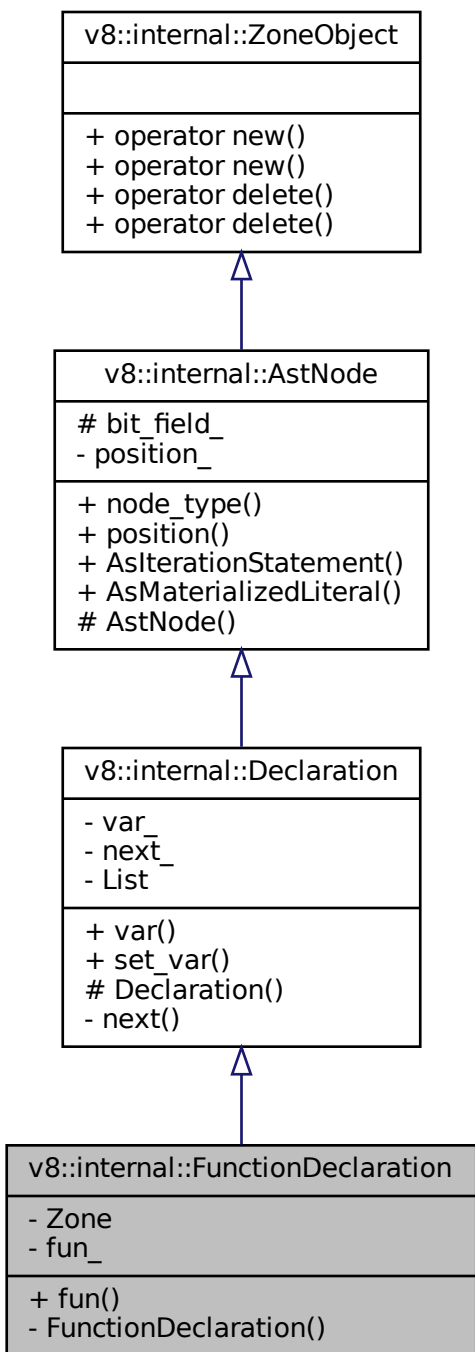 v8::internal::ZoneObject
+ operator new()
+ operator new()
+ operator delete()
+ operator delete()
v8::internal::AstNode
# bit_field_
- position_
+ node_type()
+ position()
+ AsIterationStatement()
+ AsMaterializedLiteral()
# AstNode()
v8::internal::Declaration
- var_
- next_
- List
+ var()
+ set_var()
# Declaration()
- next()
v8::internal::FunctionDeclaration
- Zone
- fun_
+ fun()
- FunctionDeclaration()